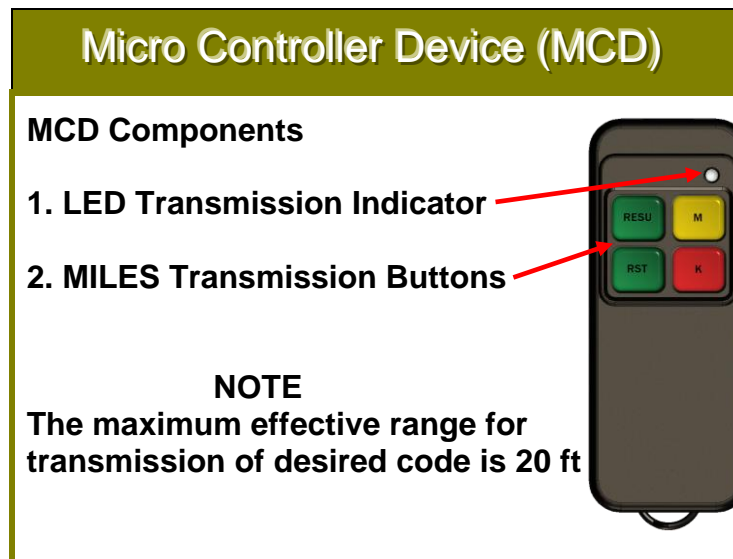 Micro Controller Device (MCD)
MCD Components
1. LED Transmission Indicator
2. MILES Transmission Buttons
RESU M
RST K
NOTE
The maximum effective range for
transmission of desired code is 20 ft